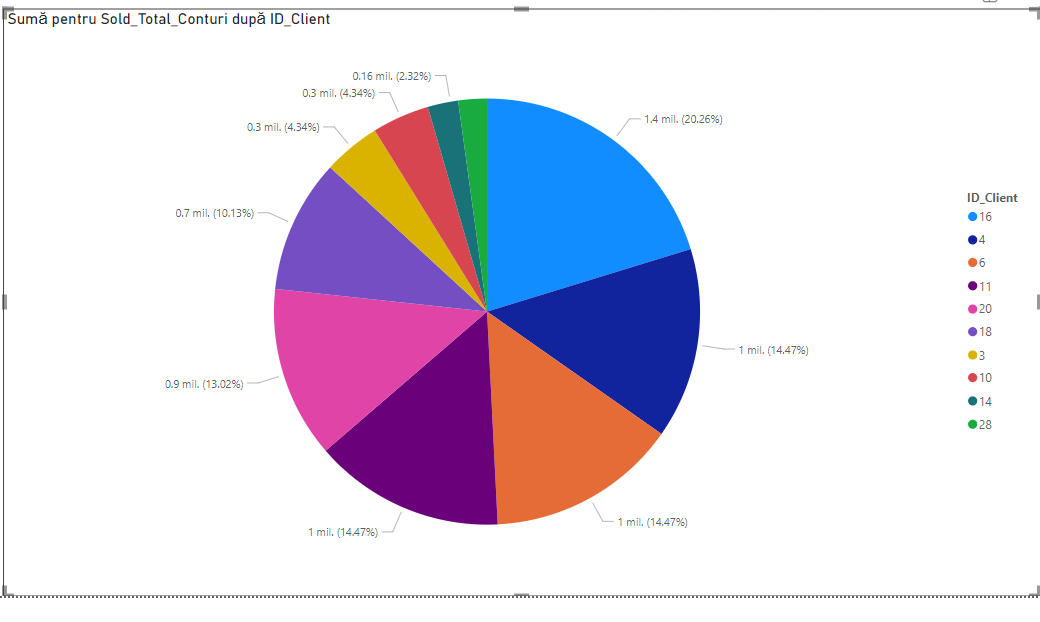 Sumă pentru Sold_Total_Conturi după ID_Client
0.16 mil. (2.32%)
0.3 mil. (4.34%)
0.3 mil. (4.34%)
0.7 mil. (10.13%)
0.9 mil. (13.02%)
1 mil. (14.47%)
1.4 mil. (20.26%)
1 mil. (14.47%)
1 mil. (14.47%)
ID_Client
16
4
6
11
20
18
3
10
14
28